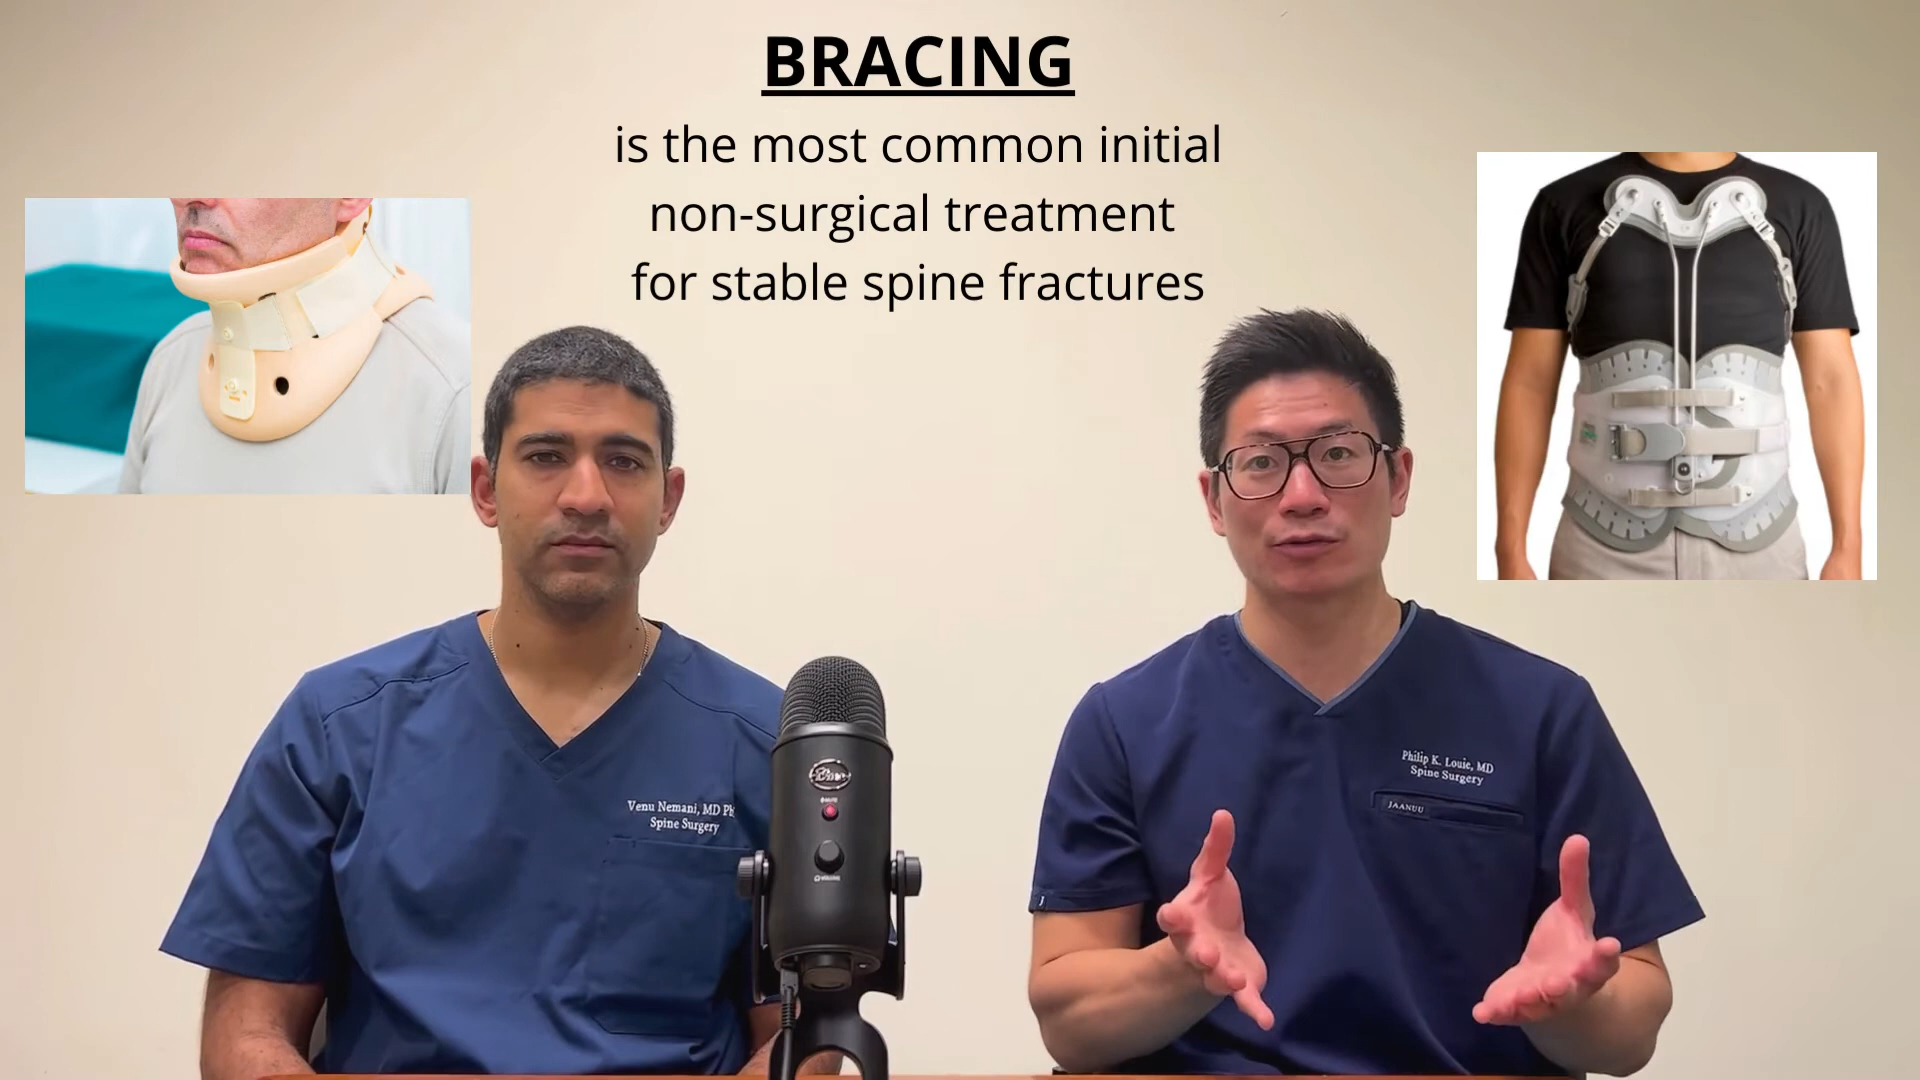 BRACING
is the most common initial
non-surgical treatment
for stable spine fractures
Venu Nemani, MD Ph
Spine Surgery
Philip K. Louie, MD
Spine Surgery
JAANUU
J